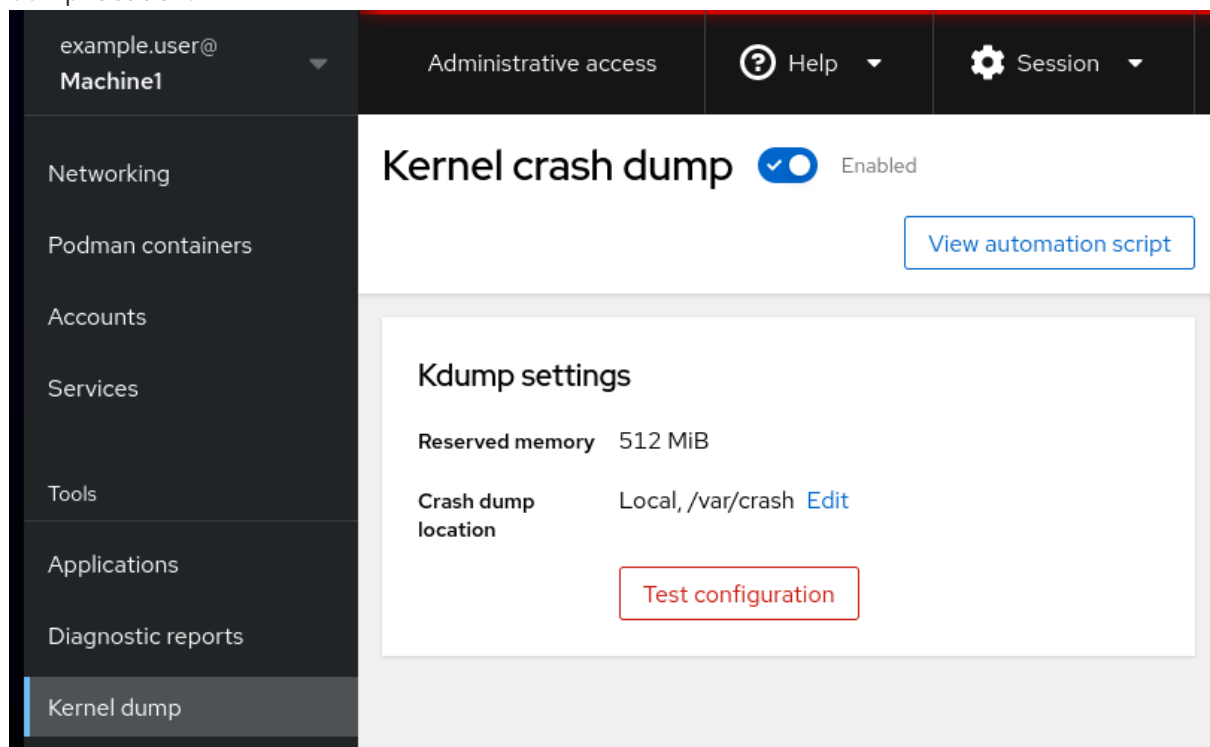 example.user@
Machine1
Administrative access
Help
Session
Networking
Podman containers
Accounts
Services
Tools
Applications
Diagnostic reports
Kernel dump
Kernel crash dump
Enabled
View automation script
Kdump settings
Reserved memory 512 MiB
Crash dump location Local, /var/crash Edit
Test configuration